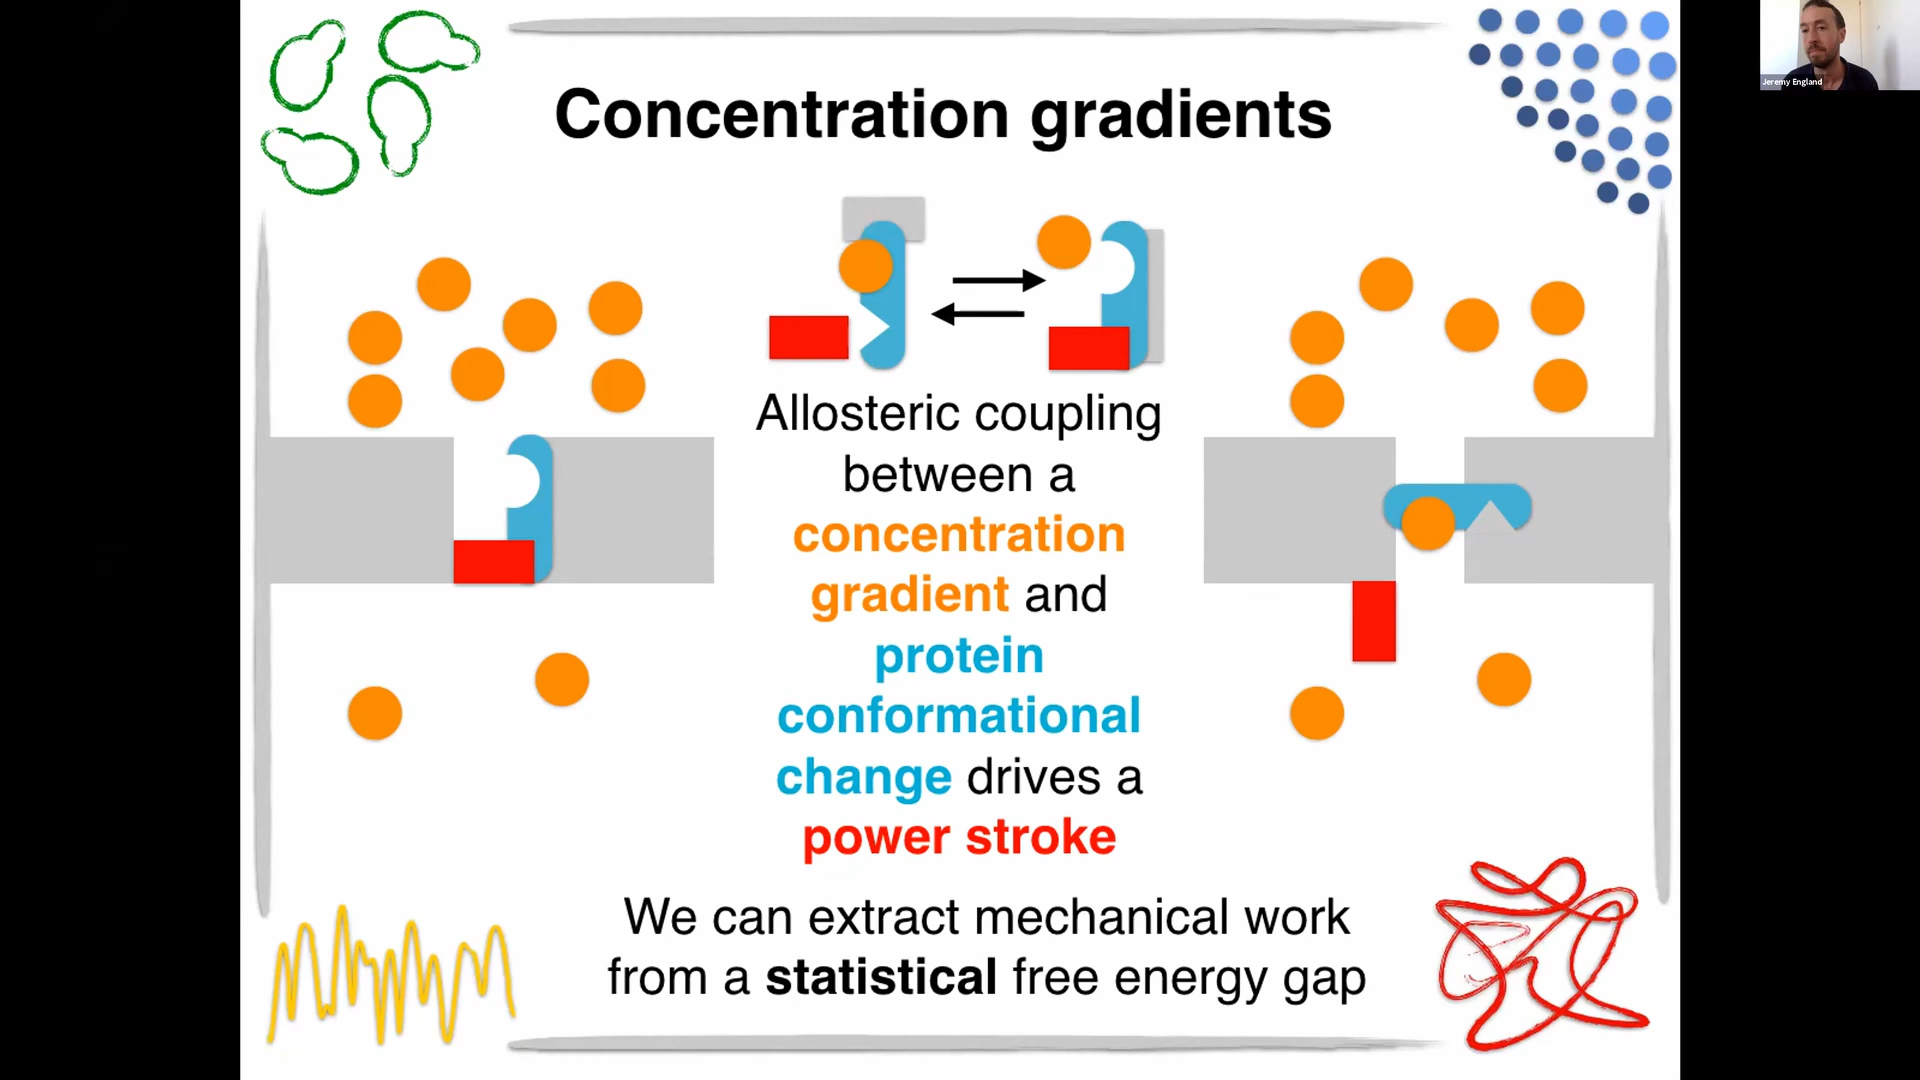 Concentration gradients
Jeremy England
Allosteric coupling
between a
concentration
gradient and
protein
conformational
change drives a
power stroke
We can extract mechanical work
from a statistical free energy gap